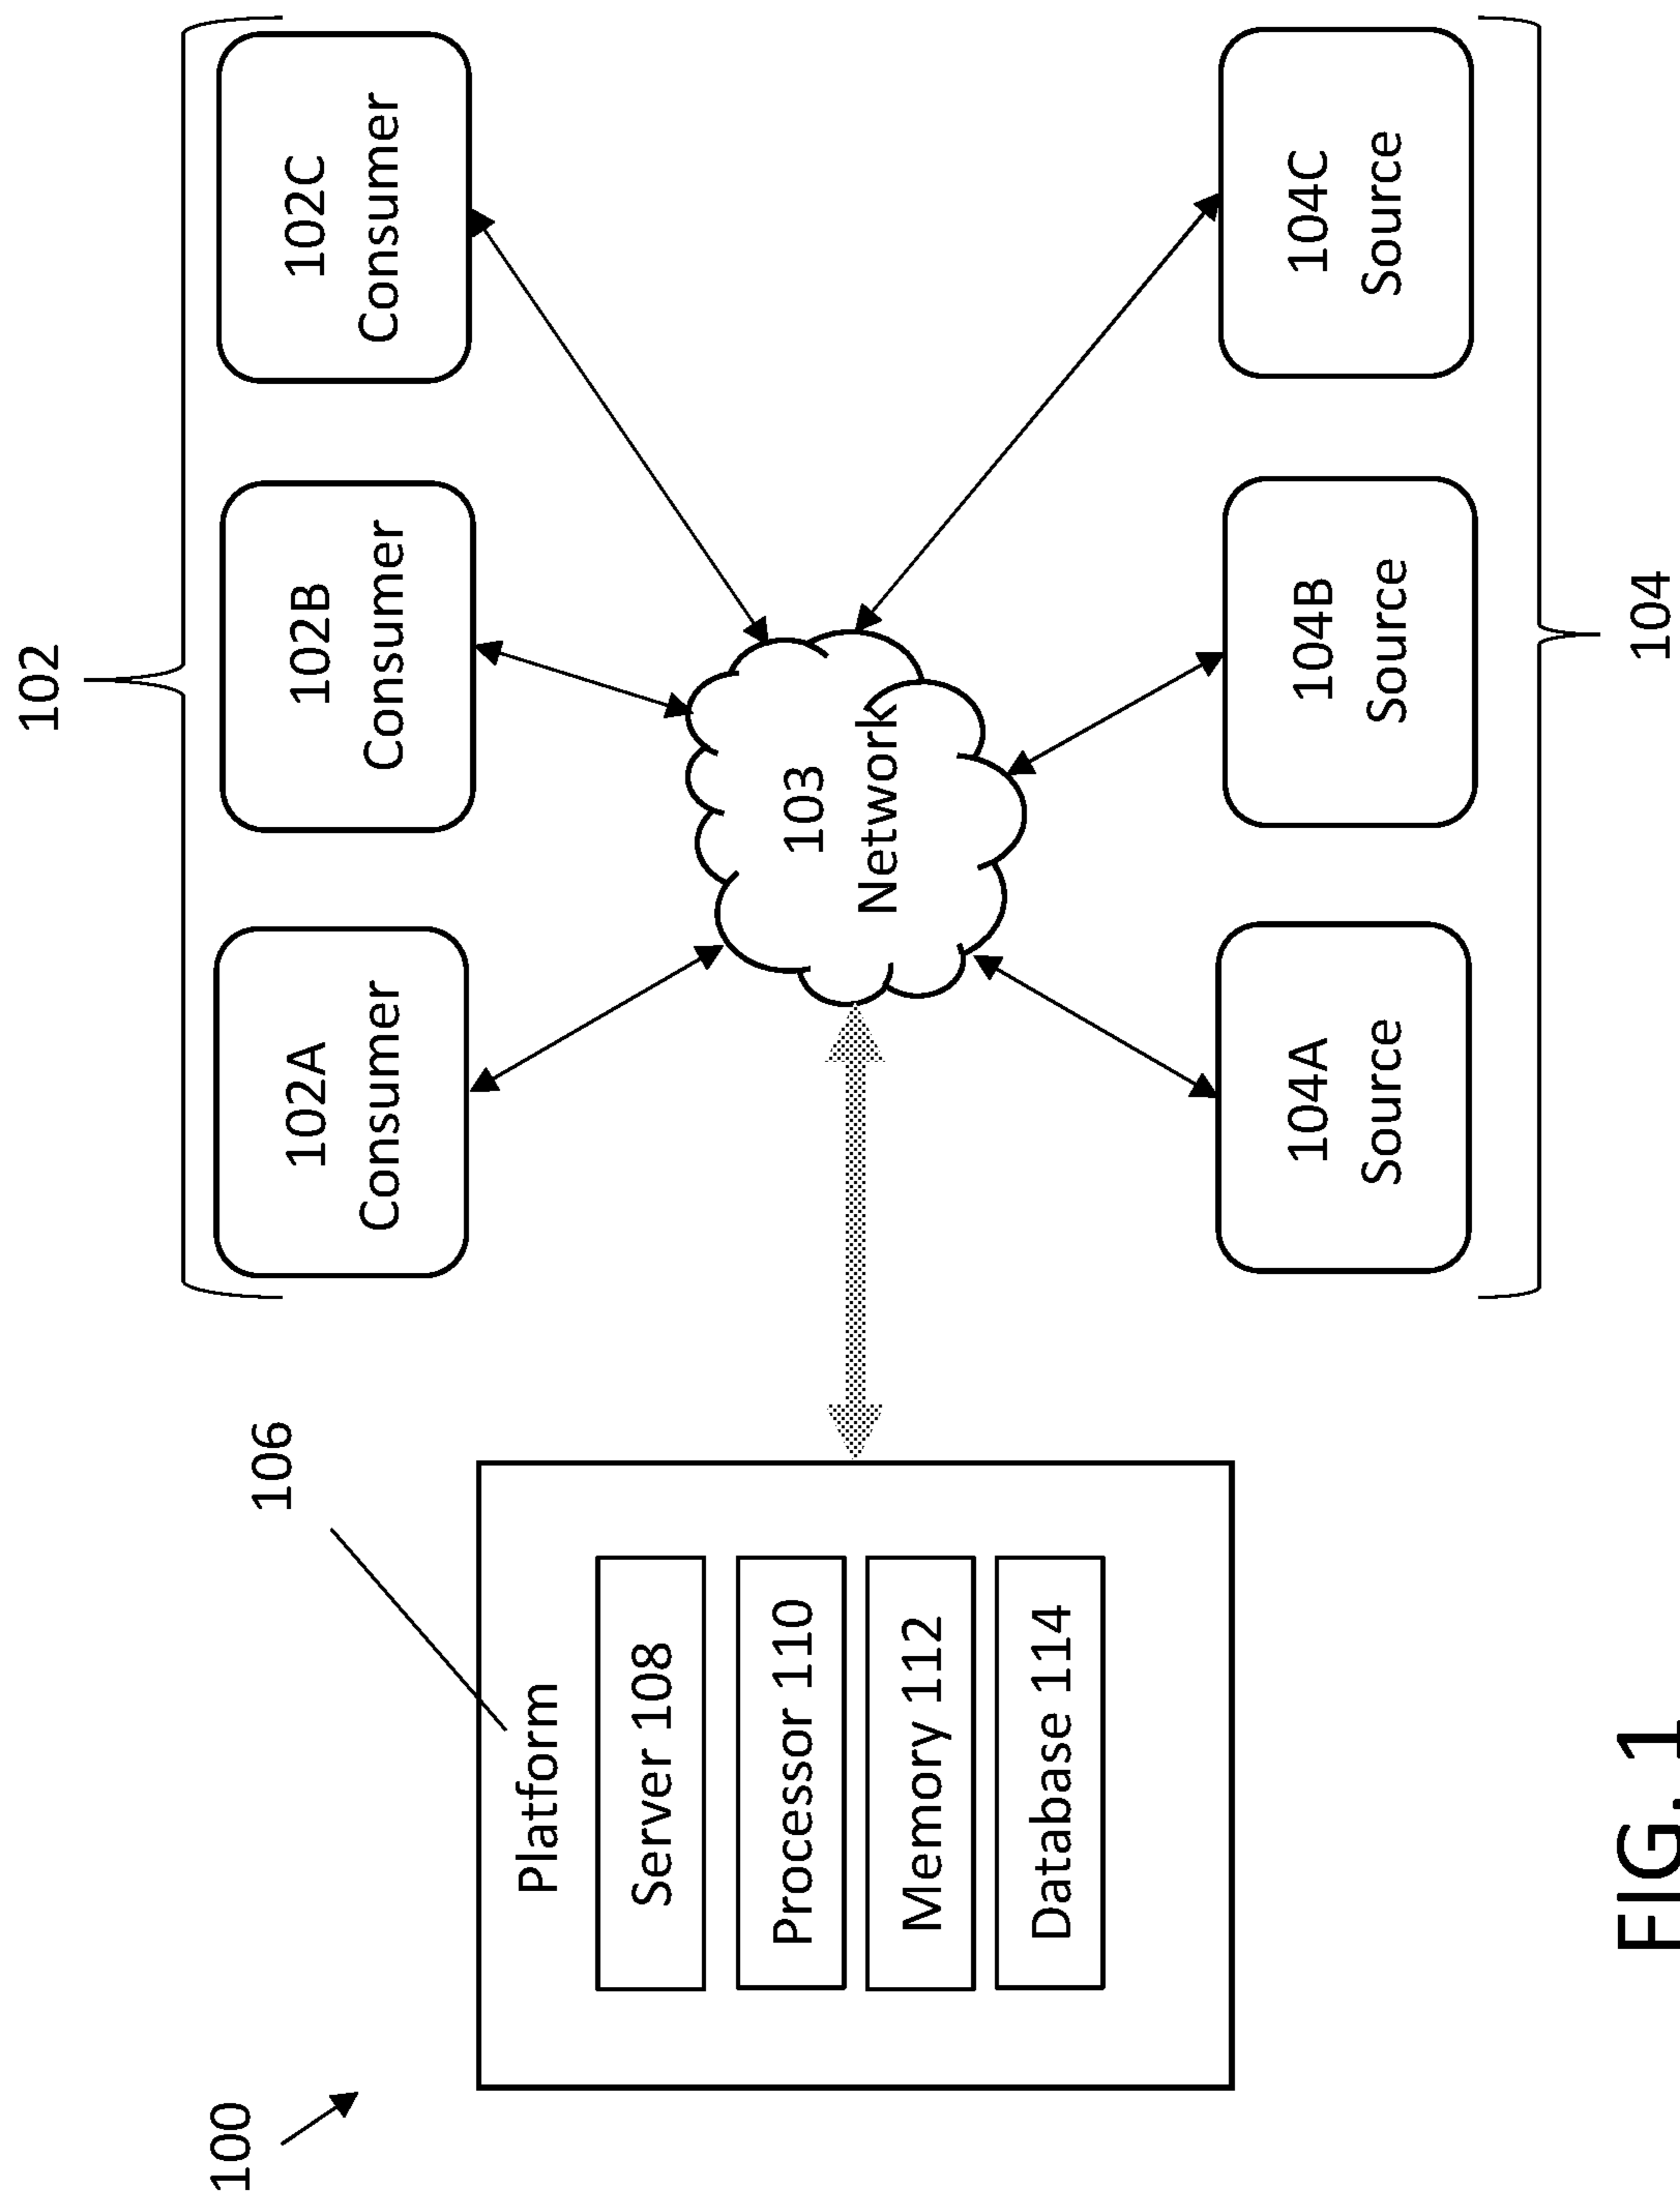 100
106
Platform
Server 108
Processor 110
Memory 112
Database 114
102
102A
Consumer
102B
Consumer
102C
Consumer
103
Network
104A
Source
104B
Source
104C
Source
104
FIG. 1